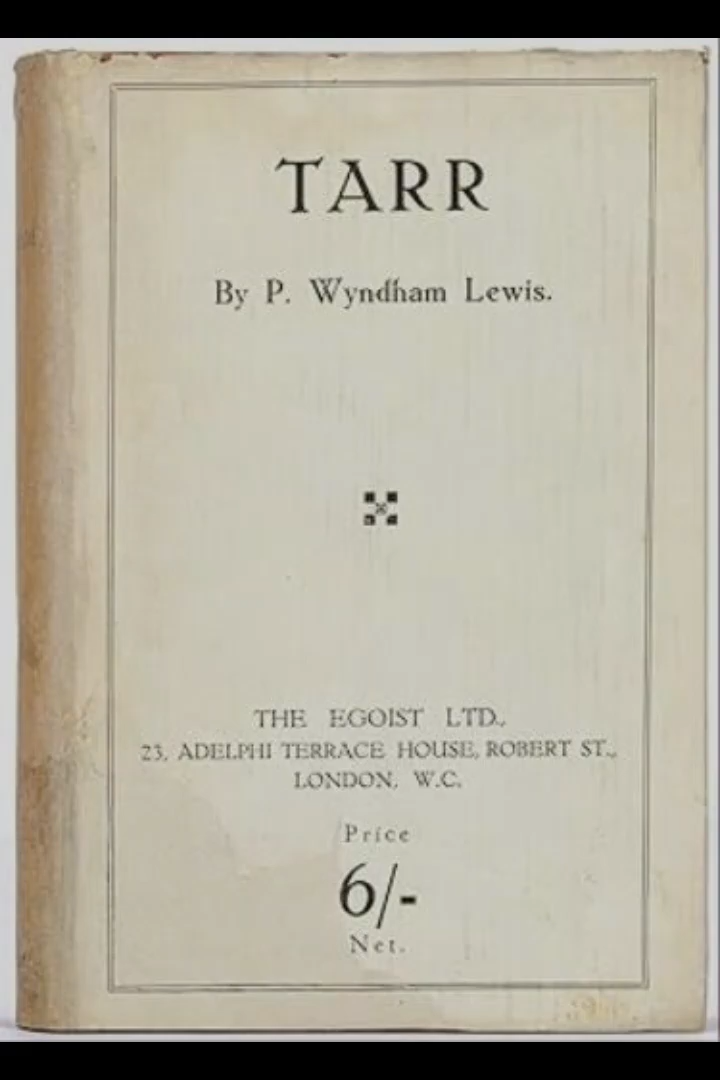 TARR
By P. Wyndham Lewis.
THE EGOIST LTD.,
23, ADELPHI TERRACE HOUSE, ROBERT ST.,
LONDON, W.C.
Price
6/-
Net.